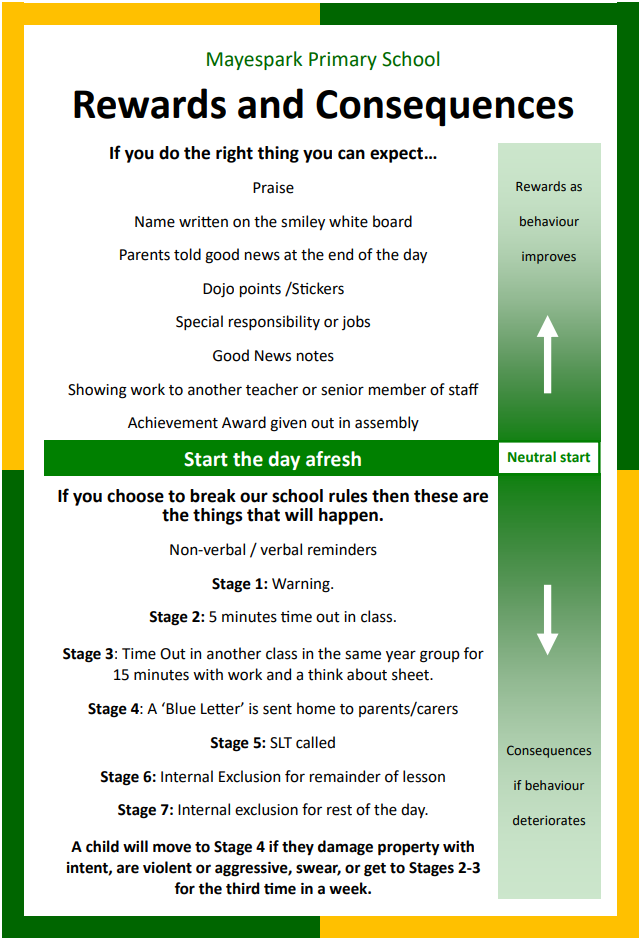 Mayespark Primary School
Rewards and Consequences
If you do the right thing you can expect…
Praise
Name written on the smiley white board
Parents told good news at the end of the day
Dojo points /Stickers
Special responsibility or jobs
Good News notes
Showing work to another teacher or senior member of staff
Achievement Award given out in assembly
Rewards as
behaviour
improves
Start the day afresh
Neutral start
If you choose to break our school rules then these are
the things that will happen.
Non-verbal / verbal reminders
Stage 1: Warning.
Stage 2: 5 minutes time out in class.
Stage 3: Time Out in another class in the same year group for
15 minutes with work and a think about sheet.
Stage 4: A ‘Blue Letter’ is sent home to parents/carers
Stage 5: SLT called
Stage 6: Internal Exclusion for remainder of lesson
Stage 7: Internal exclusion for rest of the day.
A child will move to Stage 4 if they damage property with
intent, are violent or aggressive, swear, or get to Stages 2-3
for the third time in a week.
Consequences
if behaviour
deteriorates